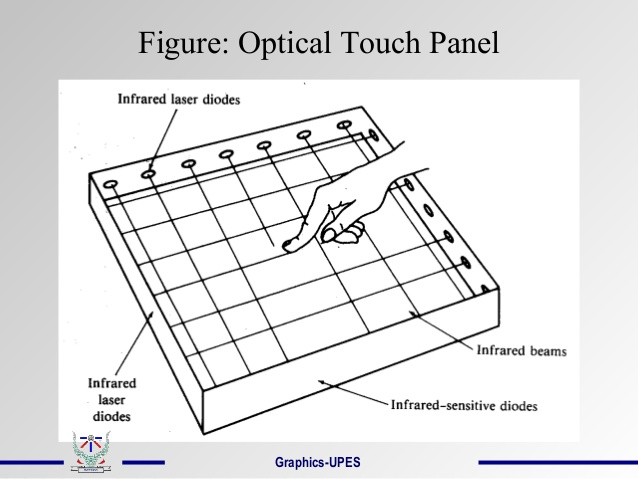 Figure: Optical Touch Panel
Infrared laser diodes
Infrared beams
Infrared
laser
diodes
Infrared-sensitive diodes
Graphics-UPES